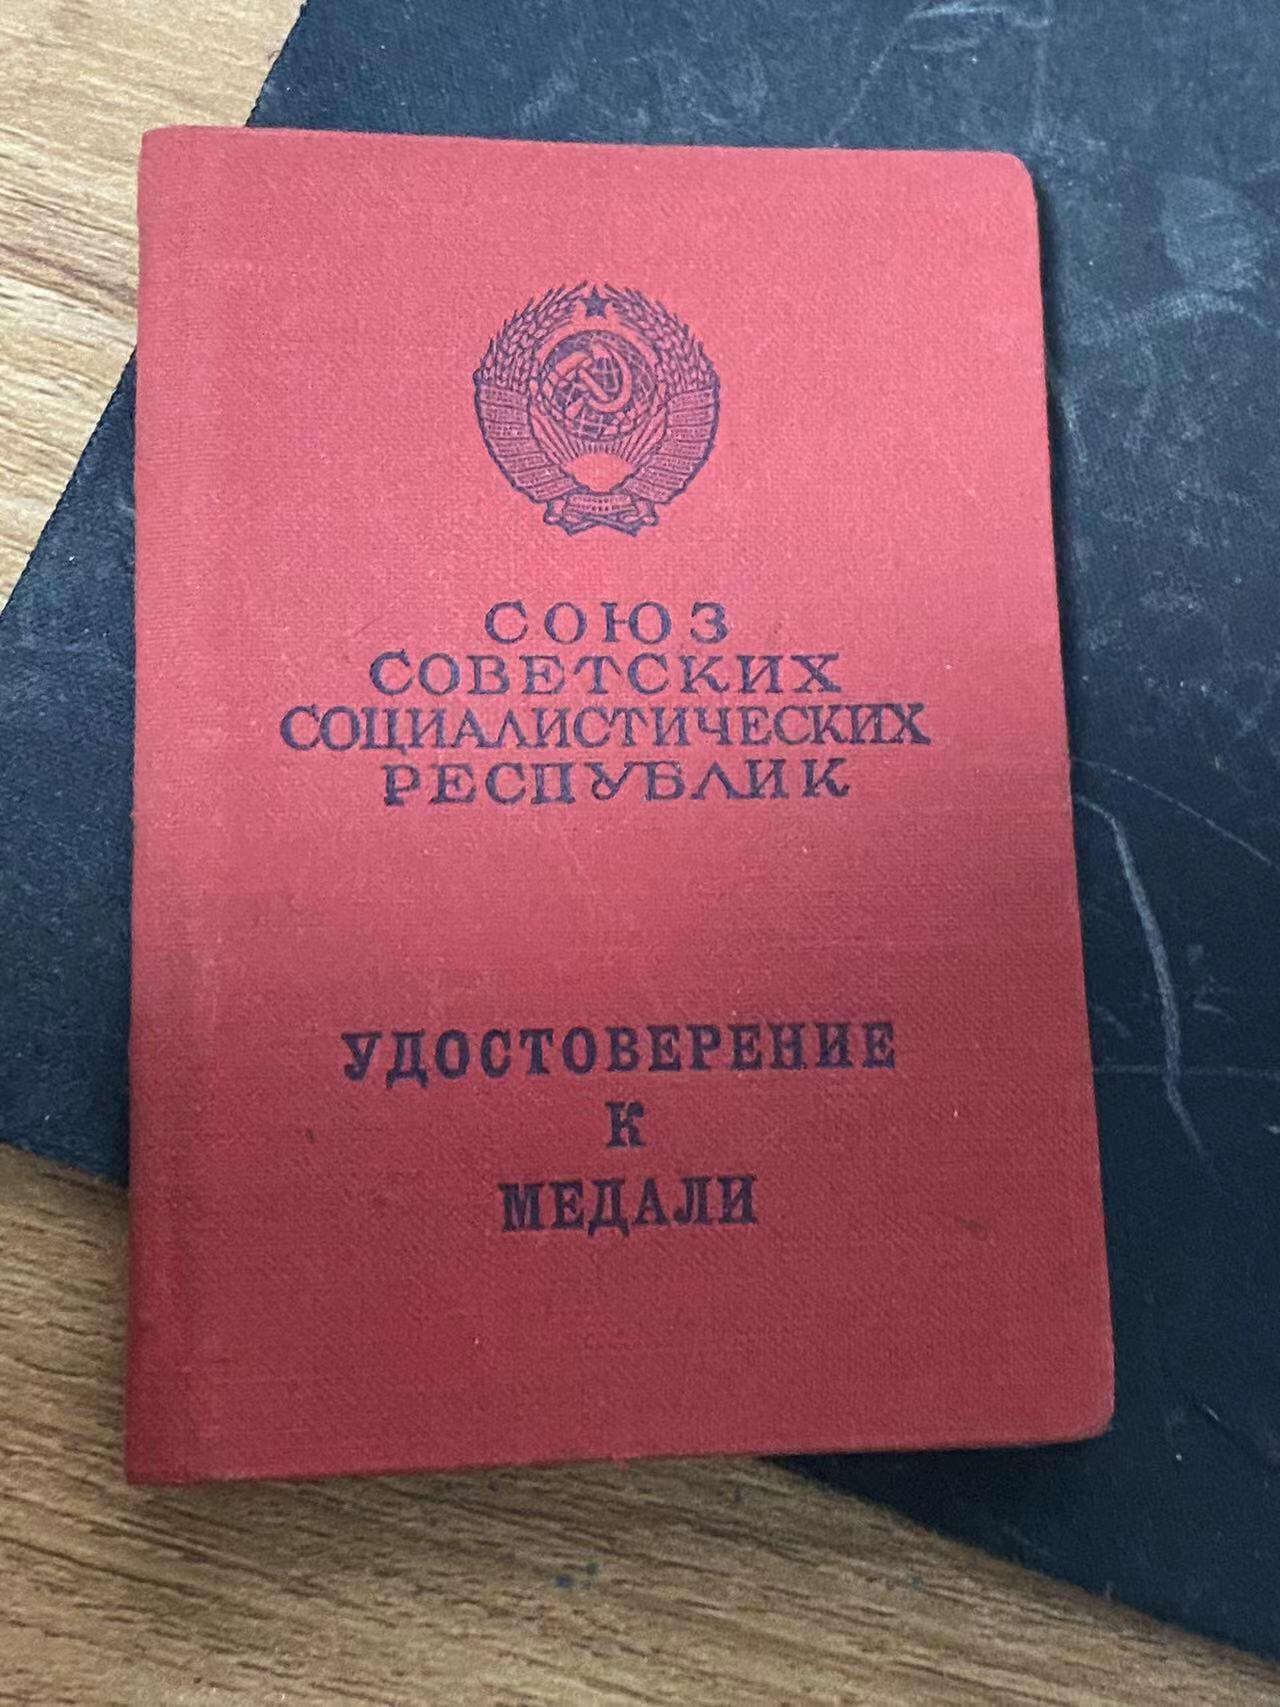 СОЮЗ
СОВЕТСКИХ
СОЦИАЛИСТИЧЕСКИХ
РЕСПУБЛИК
УДОСТОВЕРЕНИЕ
К
МЕДАЛИ